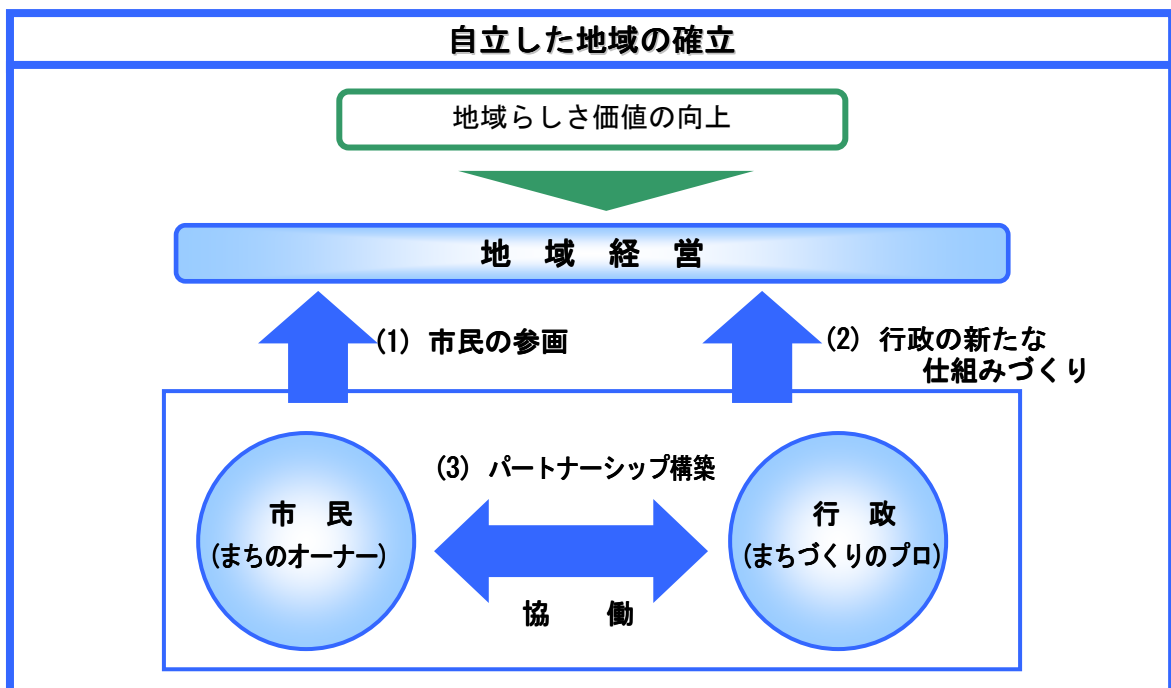 自立した地域の確立
地域らしさ価値の向上
地　域　経　営
(1) 市民の参画
(2) 行政の新たな
仕組みづくり
(3) パートナーシップ構築
市　民
(まちのオーナー)
行　政
(まちづくりのプロ)
協　　働